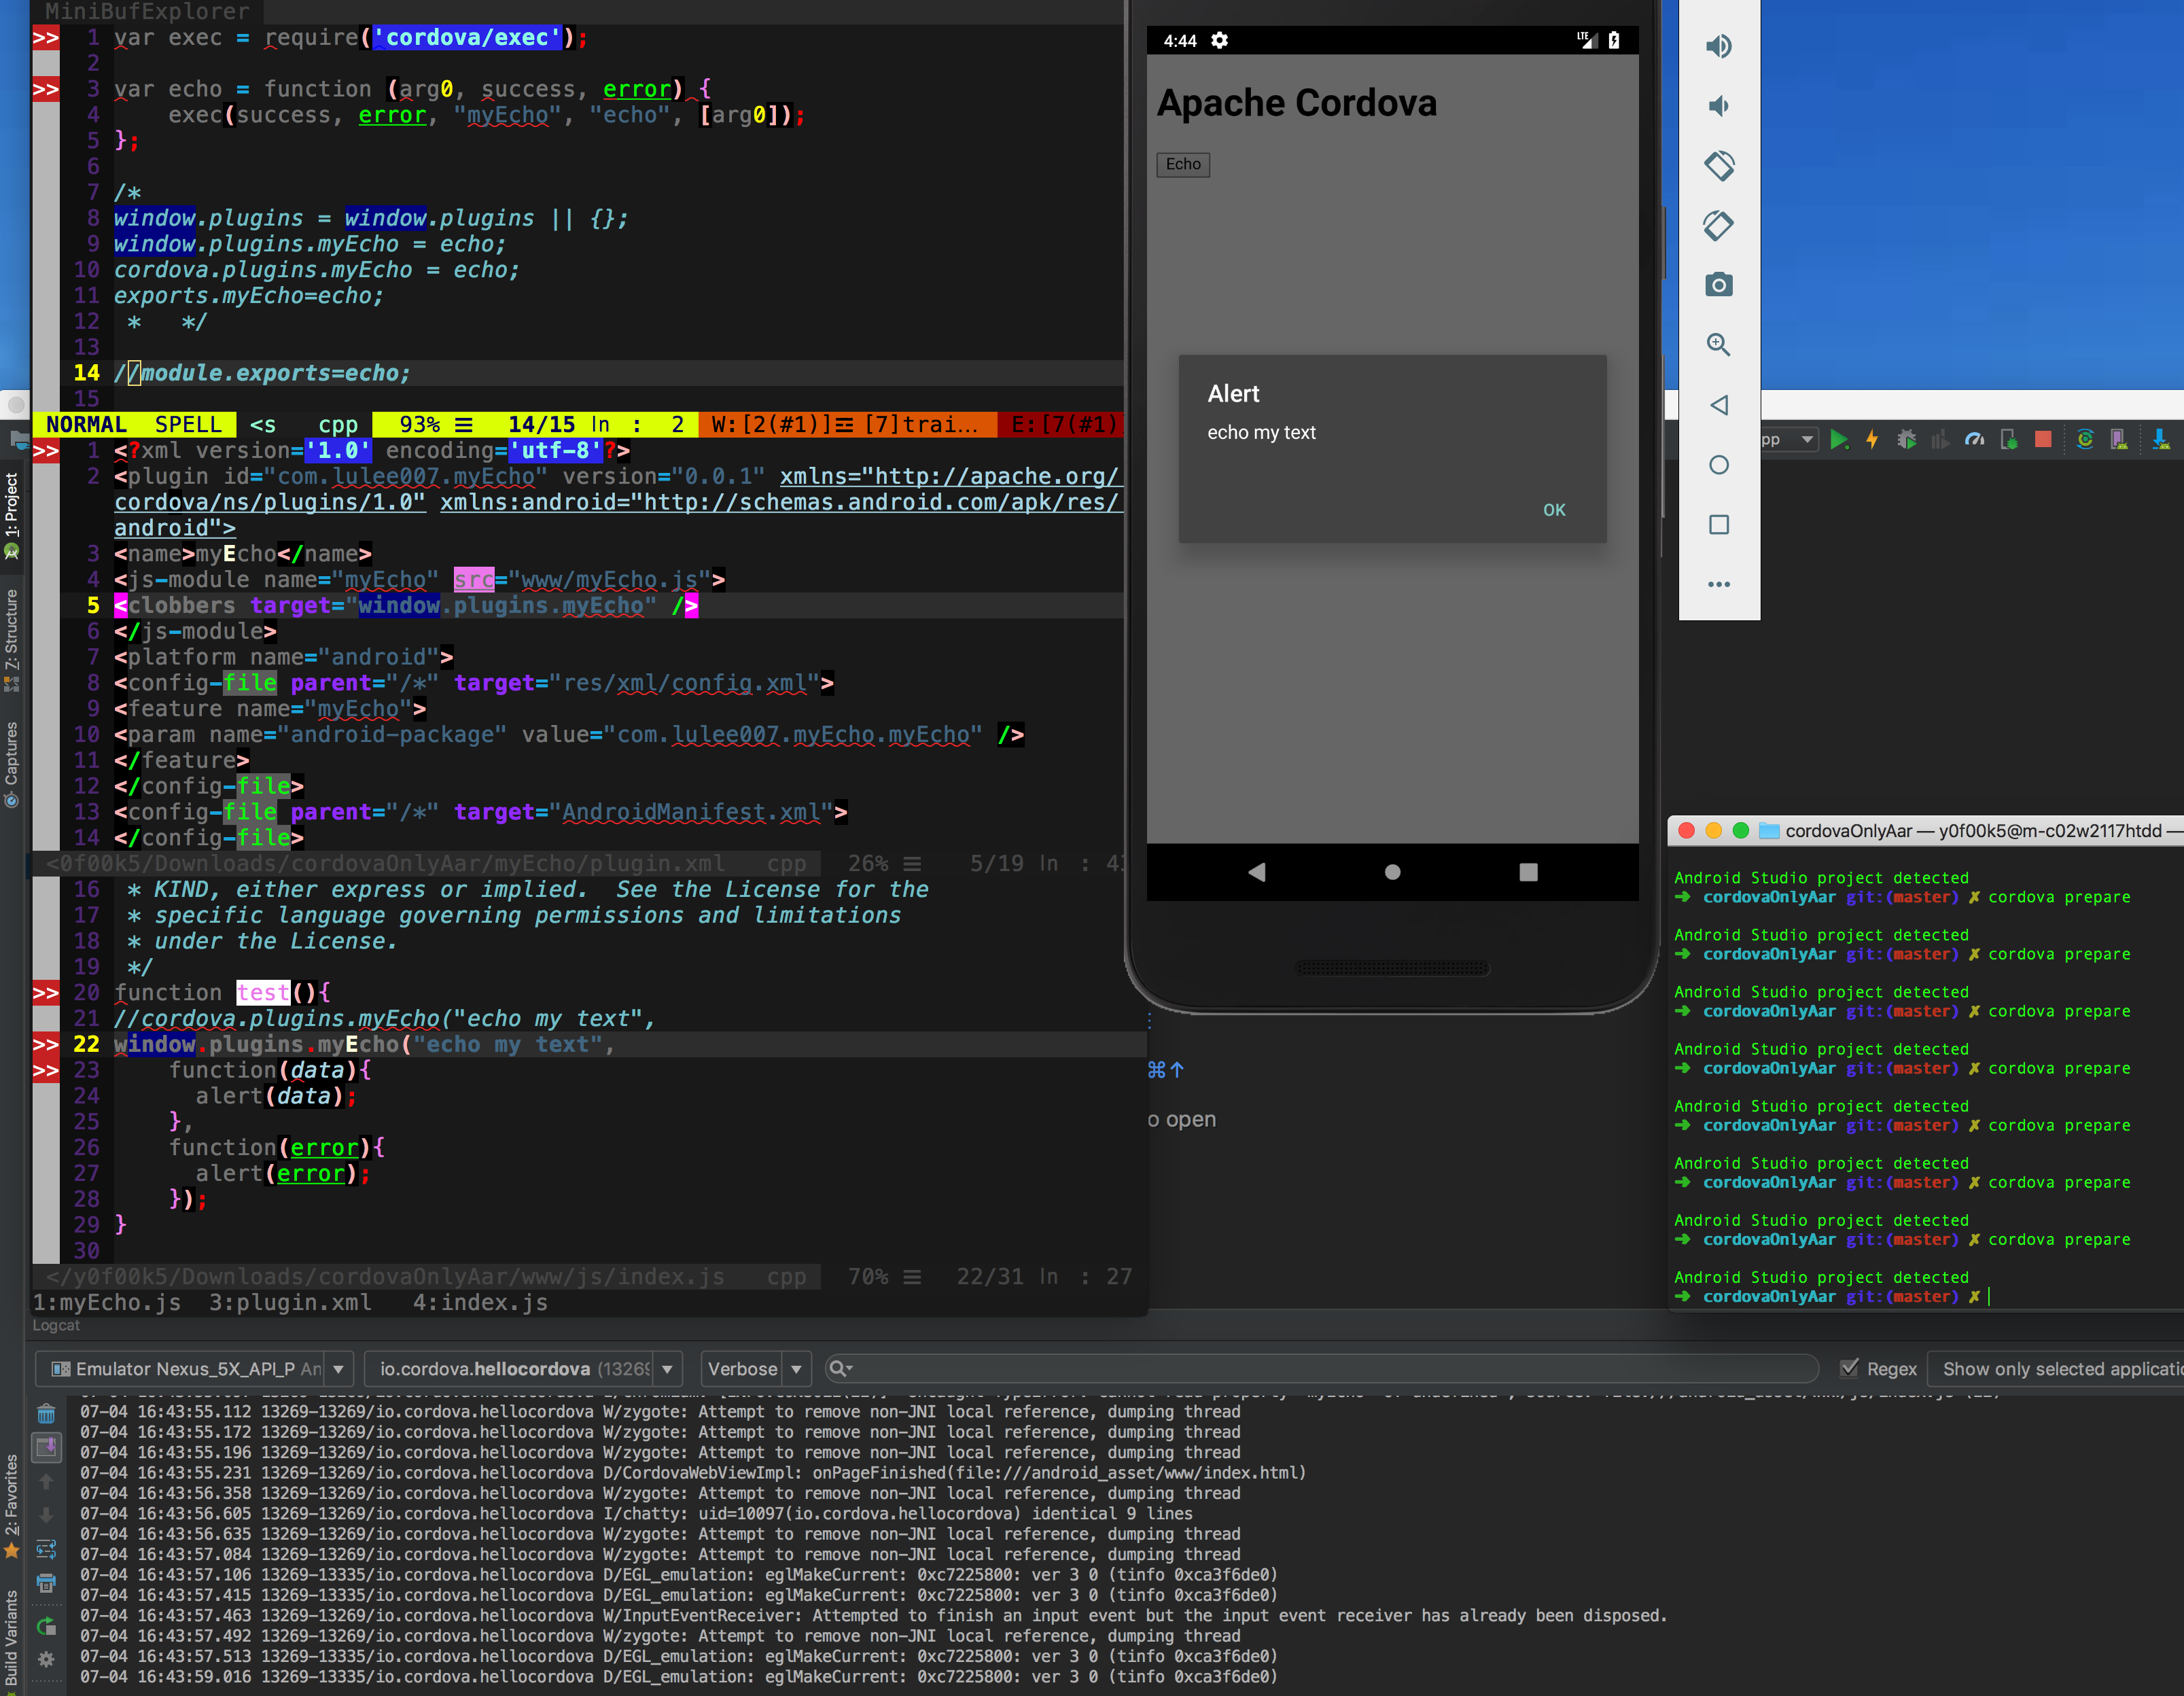 MiniBufExplorer
1 var exec = require('cordova/exec');
2
3 var echo = function (arg0, success, error) {
4     exec(success, error, "myEcho", "echo", [arg0]);
5 };
6
7 /*
8 window.plugins = window.plugins || {};
9 window.plugins.myEcho = echo;
10 cordova.plugins.myEcho = echo;
11 exports.myEcho=echo;
12  *   */
13
14 //module.exports=echo;
15
NORMAL SPELL <s cpp 93% ☰ 14/15 ln : 2 W:[2(#1)]☰ [7]trai... E:[7(#1)
1 <?xml version='1.0' encoding='utf-8'?>
2 <plugin id="com.lulee007.myEcho" version="0.0.1" xmlns="http://apache.org/
cordova/ns/plugins/1.0" xmlns:android="http://schemas.android.com/apk/res/
android">
3 <name>myEcho</name>
4 <js-module name="myEcho" src="www/myEcho.js">
5 <clobbers target="window.plugins.myEcho" />
6 </js-module>
7 <platform name="android">
8 <config-file parent="/*" target="res/xml/config.xml">
9 <feature name="myEcho">
10 <param name="android-package" value="com.lulee007.myEcho.myEcho" />
11 </feature>
12 </config-file>
13 <config-file parent="/*" target="AndroidManifest.xml">
14 </config-file>
<0f00k5/Downloads/cordovaOnlyAar/myEcho/plugin.xml cpp 26% ☰ 5/19 ln :
16  * KIND, either express or implied.  See the License for the
17  * specific language governing permissions and limitations
18  * under the License.
19  */
20 function test(){
21 //cordova.plugins.myEcho("echo my text",
22 window.plugins.myEcho("echo my text",
23     function(data){
24       alert(data);
25     },
26     function(error){
27       alert(error);
28     });
29 }
30
</y0f00k5/Downloads/cordovaOnlyAar/www/js/index.js cpp 70% ☰ 22/31 ln : 27
1:myEcho.js  3:plugin.xml   4:index.js
4:44
LTE
Apache Cordova
Echo
Alert
echo my text
OK
pp
⌘↑
o open
1: Project
7: Structure
Captures
2: Favorites
Build Variants
cordovaOnlyAar — y0f00k5@m-c02w2117htdd —
Android Studio project detected
➜ cordovaOnlyAar git:(master) ✗ cordova prepare
Android Studio project detected
➜ cordovaOnlyAar git:(master) ✗ cordova prepare
Android Studio project detected
➜ cordovaOnlyAar git:(master) ✗ cordova prepare
Android Studio project detected
➜ cordovaOnlyAar git:(master) ✗ cordova prepare
Android Studio project detected
➜ cordovaOnlyAar git:(master) ✗ cordova prepare
Android Studio project detected
➜ cordovaOnlyAar git:(master) ✗ cordova prepare
Android Studio project detected
➜ cordovaOnlyAar git:(master) ✗ cordova prepare
Android Studio project detected
➜ cordovaOnlyAar git:(master) ✗
Logcat
Emulator Nexus_5X_API_P An io.cordova.hellocordova (13269 Verbose Regex Show only selected applicati
07-04 16:43:55.112 13269-13269/io.cordova.hellocordova W/zygote: Attempt to remove non-JNI local reference, dumping thread
07-04 16:43:55.172 13269-13269/io.cordova.hellocordova W/zygote: Attempt to remove non-JNI local reference, dumping thread
07-04 16:43:55.196 13269-13269/io.cordova.hellocordova W/zygote: Attempt to remove non-JNI local reference, dumping thread
07-04 16:43:55.231 13269-13269/io.cordova.hellocordova D/CordovaWebViewImpl: onPageFinished(file:///android_asset/www/index.html)
07-04 16:43:56.358 13269-13269/io.cordova.hellocordova W/zygote: Attempt to remove non-JNI local reference, dumping thread
07-04 16:43:56.605 13269-13269/io.cordova.hellocordova I/chatty: uid=10097(io.cordova.hellocordova) identical 9 lines
07-04 16:43:56.635 13269-13269/io.cordova.hellocordova W/zygote: Attempt to remove non-JNI local reference, dumping thread
07-04 16:43:57.084 13269-13269/io.cordova.hellocordova W/zygote: Attempt to remove non-JNI local reference, dumping thread
07-04 16:43:57.106 13269-13335/io.cordova.hellocordova D/EGL_emulation: eglMakeCurrent: 0xc7225800: ver 3 0 (tinfo 0xca3f6de0)
07-04 16:43:57.415 13269-13335/io.cordova.hellocordova D/EGL_emulation: eglMakeCurrent: 0xc7225800: ver 3 0 (tinfo 0xca3f6de0)
07-04 16:43:57.463 13269-13269/io.cordova.hellocordova W/InputEventReceiver: Attempted to finish an input event but the input event receiver has already been disposed.
07-04 16:43:57.492 13269-13269/io.cordova.hellocordova W/zygote: Attempt to remove non-JNI local reference, dumping thread
07-04 16:43:57.513 13269-13335/io.cordova.hellocordova D/EGL_emulation: eglMakeCurrent: 0xc7225800: ver 3 0 (tinfo 0xca3f6de0)
07-04 16:43:59.016 13269-13335/io.cordova.hellocordova D/EGL_emulation: eglMakeCurrent: 0xc7225800: ver 3 0 (tinfo 0xca3f6de0)